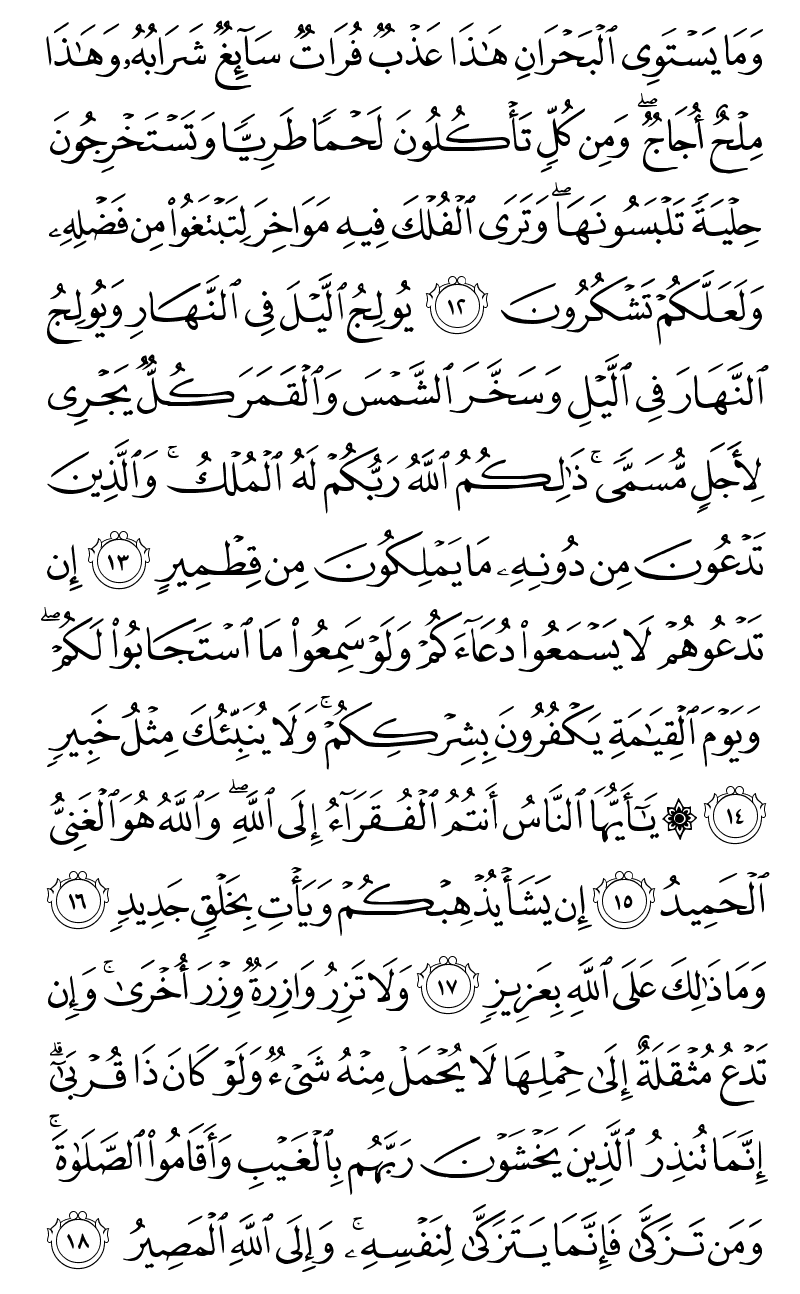 وَمَا يَسْتَوِى ٱلْبَحْرَانِ هَـٰذَا عَذْبٌ فُرَاتٌ سَآئِغٌ شَرَابُهُۥ وَهَـٰذَا
مِلْحٌ أُجَاجٌ ۖ وَمِن كُلٍّ تَأْكُلُونَ لَحْمًا طَرِيًّا وَتَسْتَخْرِجُونَ
حِلْيَةً تَلْبَسُونَهَا ۖ وَتَرَى ٱلْفُلْكَ فِيهِ مَوَاخِرَ لِتَبْتَغُوا۟ مِن فَضْلِهِۦ
وَلَعَلَّكُمْ تَشْكُرُونَ ١٢ يُولِجُ ٱلَّيْلَ فِى ٱلنَّهَارِ وَيُولِجُ
ٱلنَّهَارَ فِى ٱلَّيْلِ وَسَخَّرَ ٱلشَّمْسَ وَٱلْقَمَرَ كُلٌّ يَجْرِى
لِأَجَلٍ مُّسَمًّى ۚ ذَٰلِكُمُ ٱللَّهُ رَبُّكُمْ لَهُ ٱلْمُلْكُ ۚ وَٱلَّذِينَ
تَدْعُونَ مِن دُونِهِۦ مَا يَمْلِكُونَ مِن قِطْمِيرٍ ١٣ إِن
تَدْعُوهُمْ لَا يَسْمَعُوا۟ دُعَآءَكُمْ وَلَوْ سَمِعُوا۟ مَا ٱسْتَجَابُوا۟ لَكُمْ ۖ
وَيَوْمَ ٱلْقِيَـٰمَةِ يَكْفُرُونَ بِشِرْكِكُمْ ۚ وَلَا يُنَبِّئُكَ مِثْلُ خَبِيرٍ
١٤ ۞ يَـٰٓأَيُّهَا ٱلنَّاسُ أَنتُمُ ٱلْفُقَرَآءُ إِلَى ٱللَّهِ ۖ وَٱللَّهُ هُوَ ٱلْغَنِىُّ
ٱلْحَمِيدُ ١٥ إِن يَشَأْ يُذْهِبْكُمْ وَيَأْتِ بِخَلْقٍ جَدِيدٍ ١٦
وَمَا ذَٰلِكَ عَلَى ٱللَّهِ بِعَزِيزٍ ١٧ وَلَا تَزِرُ وَازِرَةٌ وِزْرَ أُخْرَىٰ ۚ وَإِن
تَدْعُ مُثْقَلَةٌ إِلَىٰ حِمْلِهَا لَا يُحْمَلْ مِنْهُ شَىْءٌ وَلَوْ كَانَ ذَا قُرْبَىٰٓ ۗ
إِنَّمَا تُنذِرُ ٱلَّذِينَ يَخْشَوْنَ رَبَّهُم بِٱلْغَيْبِ وَأَقَامُوا۟ ٱلصَّلَوٰةَ ۚ
وَمَن تَزَكَّىٰ فَإِنَّمَا يَتَزَكَّىٰ لِنَفْسِهِۦ ۚ وَإِلَى ٱللَّهِ ٱلْمَصِيرُ ١٨